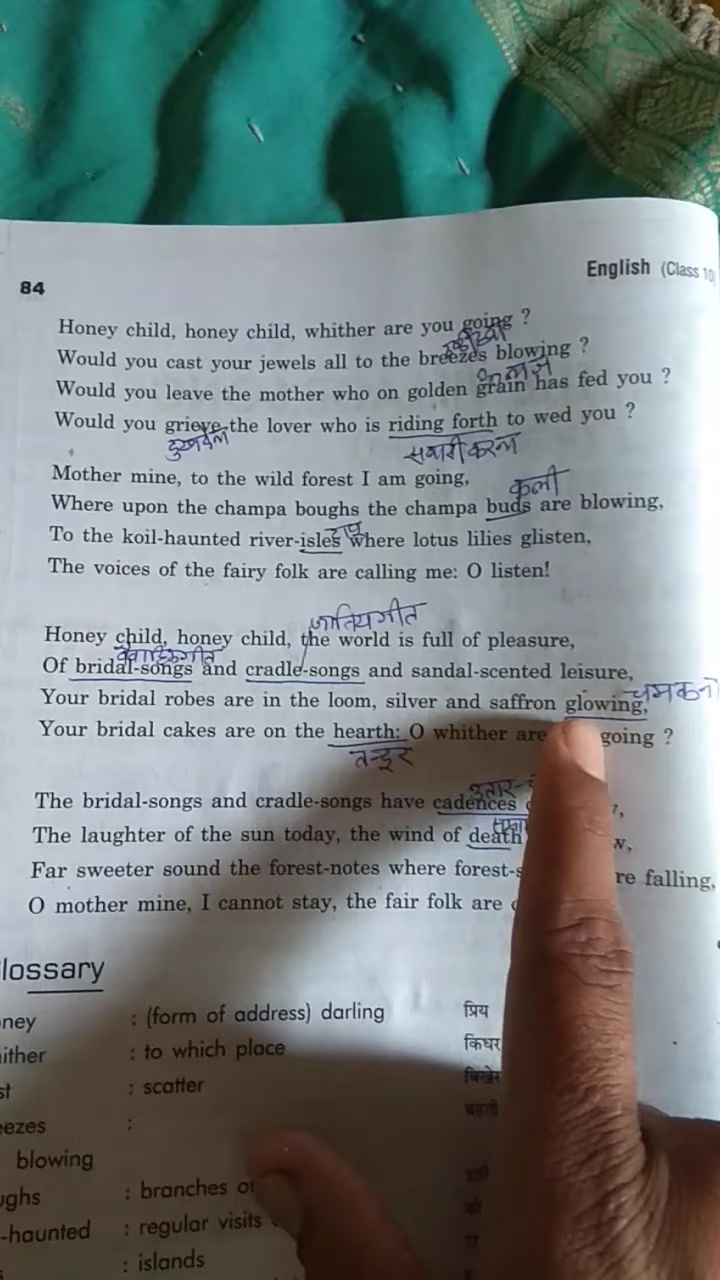 84
English (Class 10
Honey child, honey child, whither are you going ?
Would you cast your jewels all to the breezes blowing ?
Would you leave the mother who on golden grain has fed you ?
Would you grieve the lover who is riding forth to wed you ?
सवारी करना
Mother mine, to the wild forest I am going,
कली
Where upon the champa boughs the champa buds are blowing,
To the koil-haunted river-isles where lotus lilies glisten,
The voices of the fairy folk are calling me: O listen!
Honey child, honey child, the world is full of pleasure,
Of bridal-songs and cradle-songs and sandal-scented leisure,
चमकना
Your bridal robes are in the loom, silver and saffron glowing,
Your bridal cakes are on the hearth: O whither are going ?
तन्दूर
उतार-
The bridal-songs and cradle-songs have cadences
The laughter of the sun today, the wind of death
Far sweeter sound the forest-notes where forest-s re falling,
O mother mine, I cannot stay, the fair folk are
lossary
ney : (form of address) darling प्रिय
ither : to which place किधर
st : scatter बिखेर
eezes : बहती
blowing
ughs : branches of
-haunted : regular visits
: islands